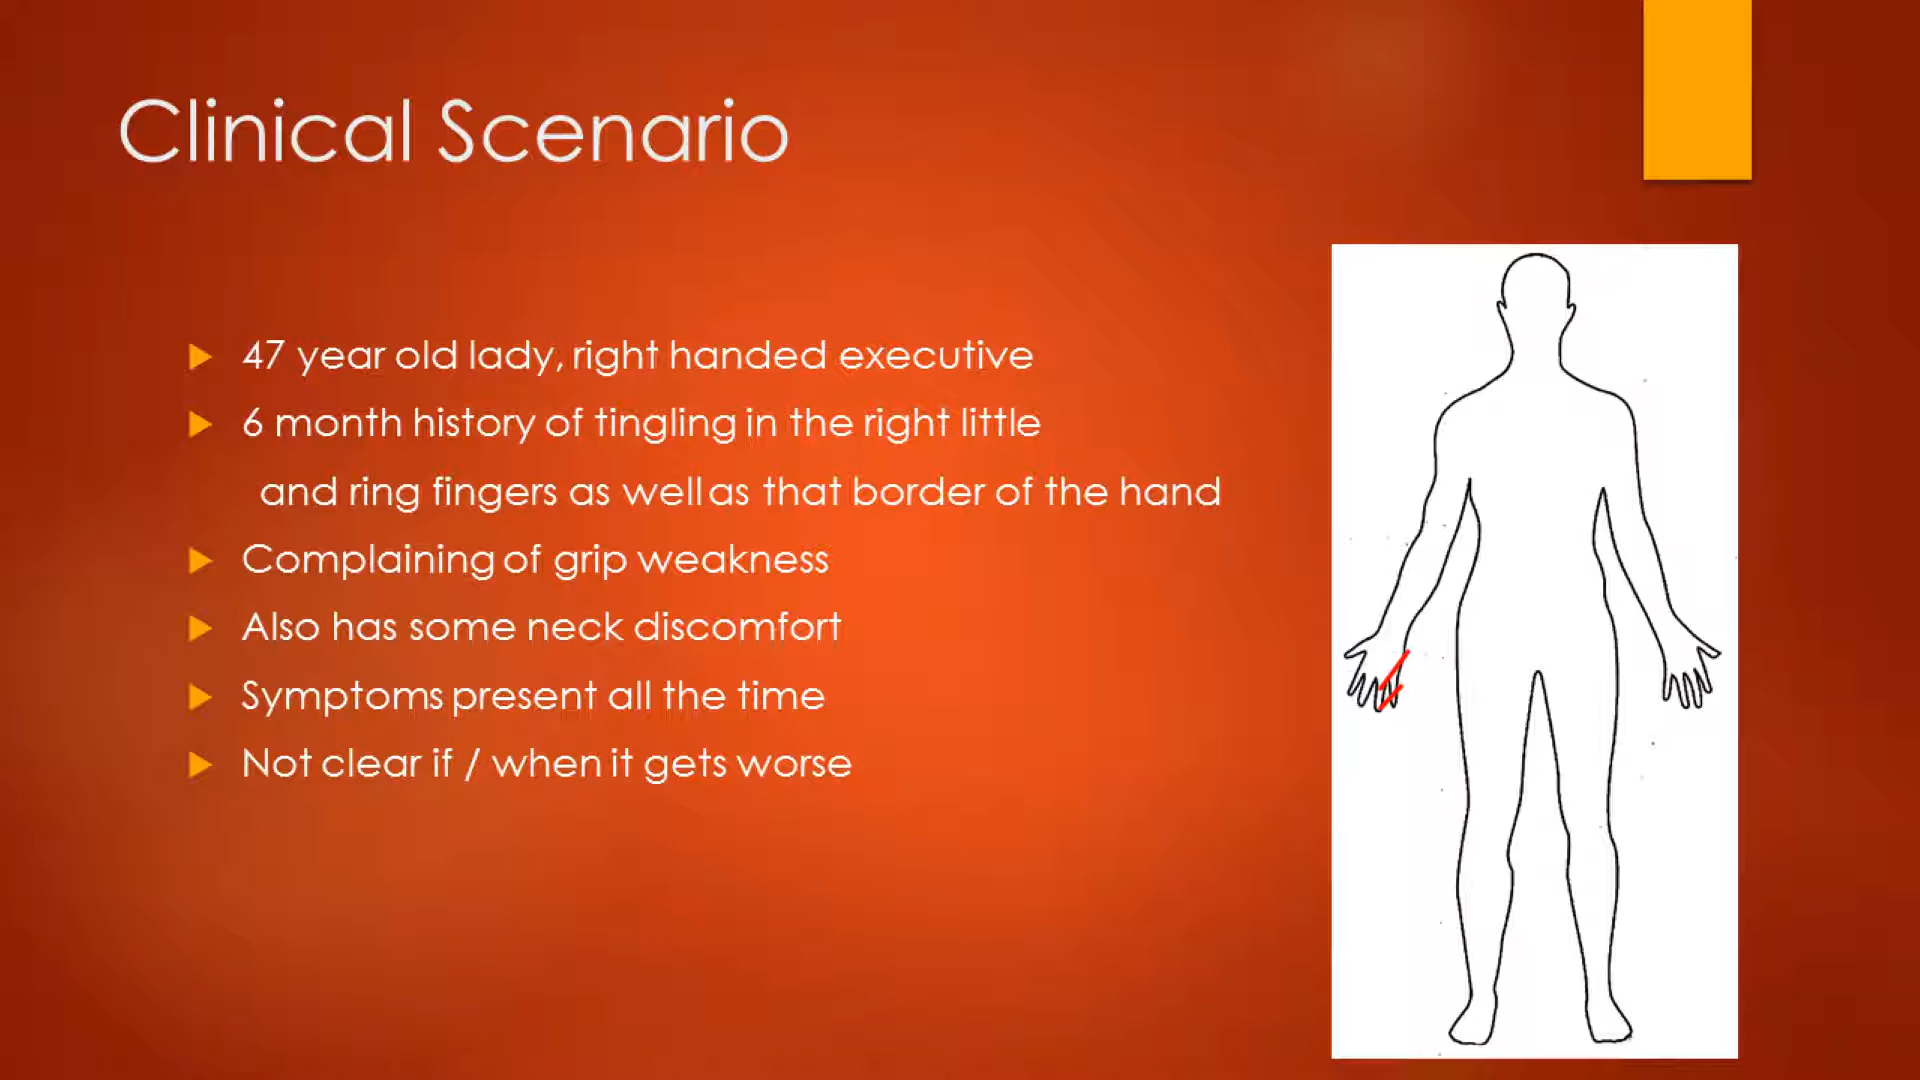 Clinical Scenario
47 year old lady, right handed executive
6 month history of tingling in the right little
and ring fingers as well as that border of the hand
Complaining of grip weakness
Also has some neck discomfort
Symptoms present all the time
Not clear if / when it gets worse